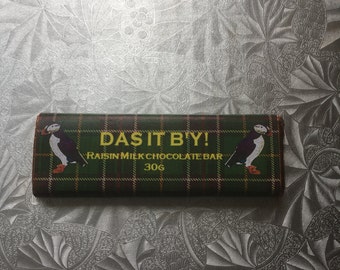 DAS IT B'Y!
RAISIN MILK CHOCOLATE BAR
30G